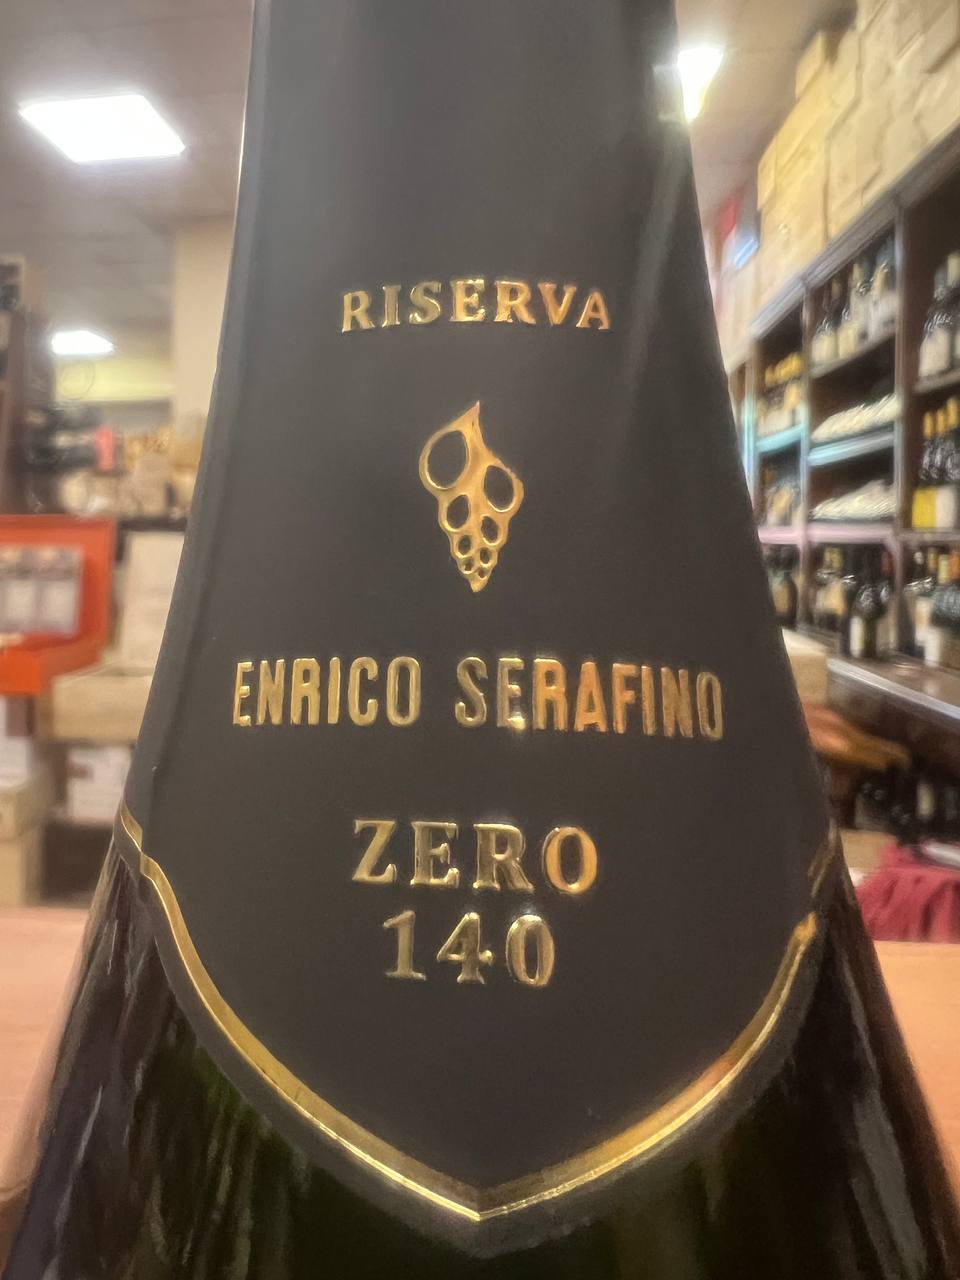 RISERVA
ENRICO SERAFINO
ZERO
140